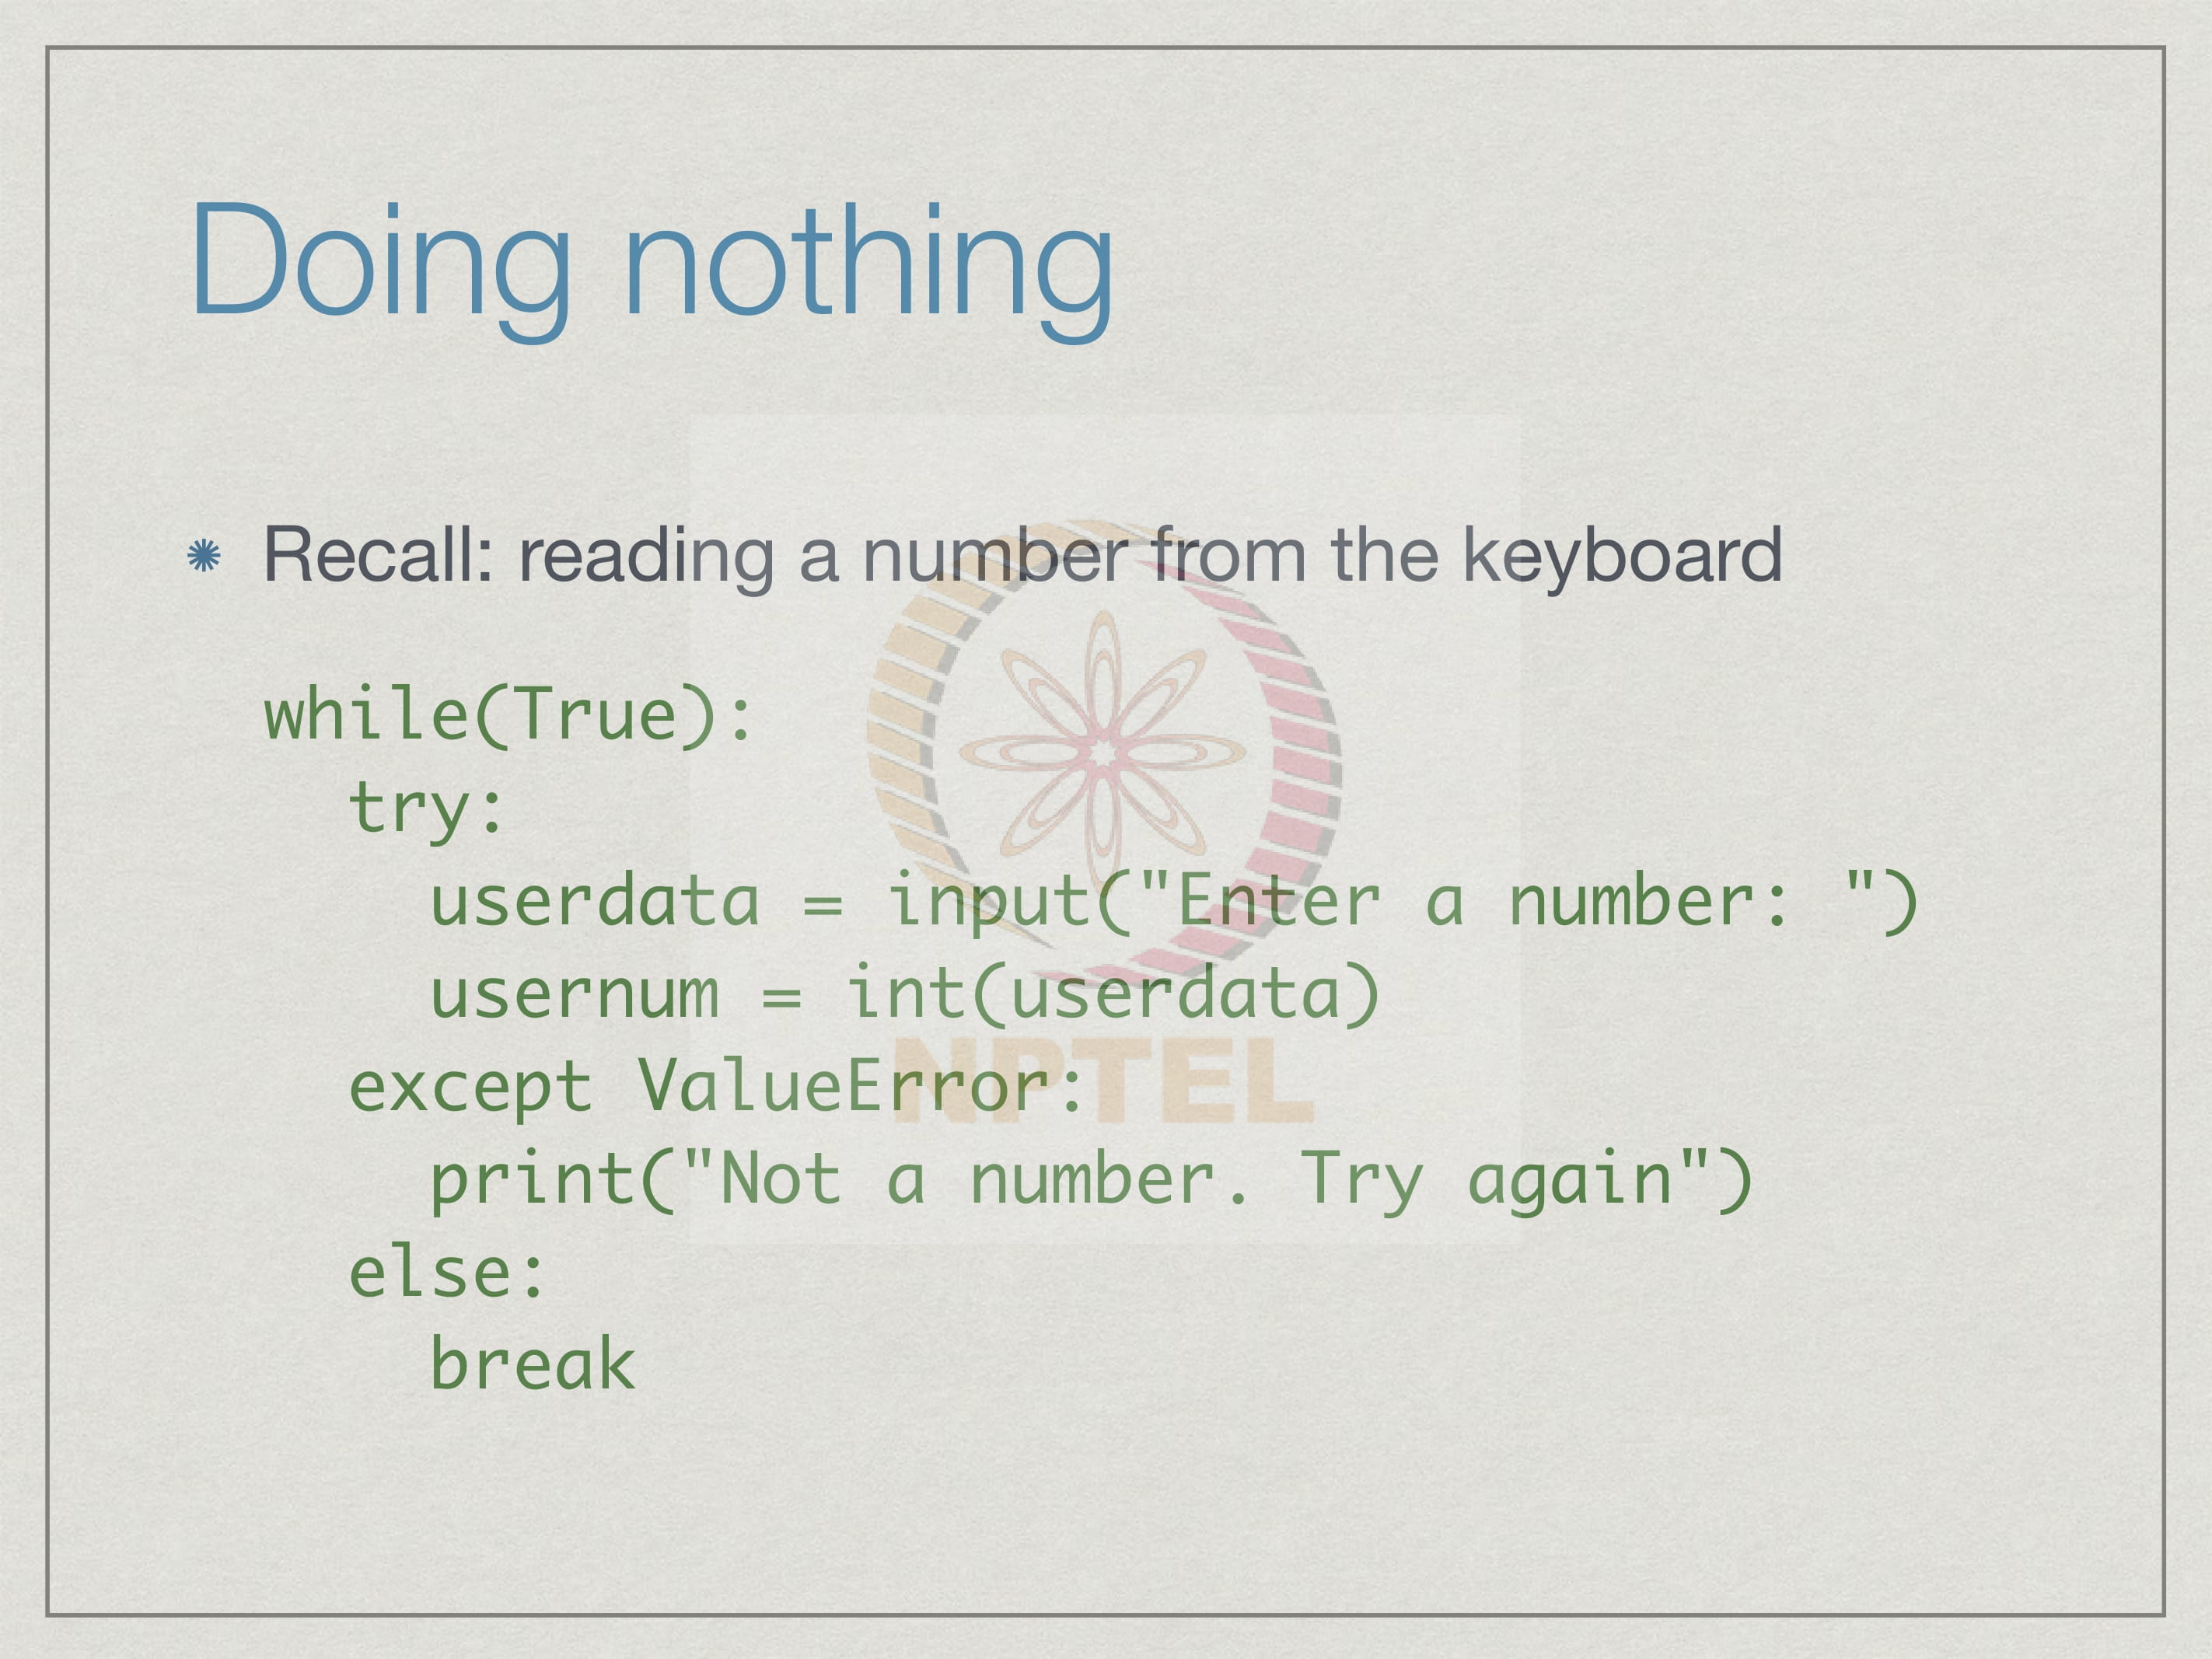 Doing nothing
Recall: reading a number from the keyboard
while(True):
  try:
    userdata = input("Enter a number: ")
    usernum = int(userdata)
  except ValueError:
    print("Not a number. Try again")
  else:
    break
NPTEL